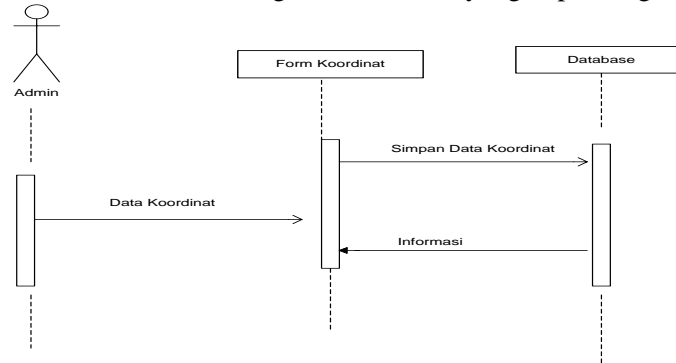 Form Koordinat
Database
Admin
Simpan Data Koordinat
Data Koordinat
Informasi